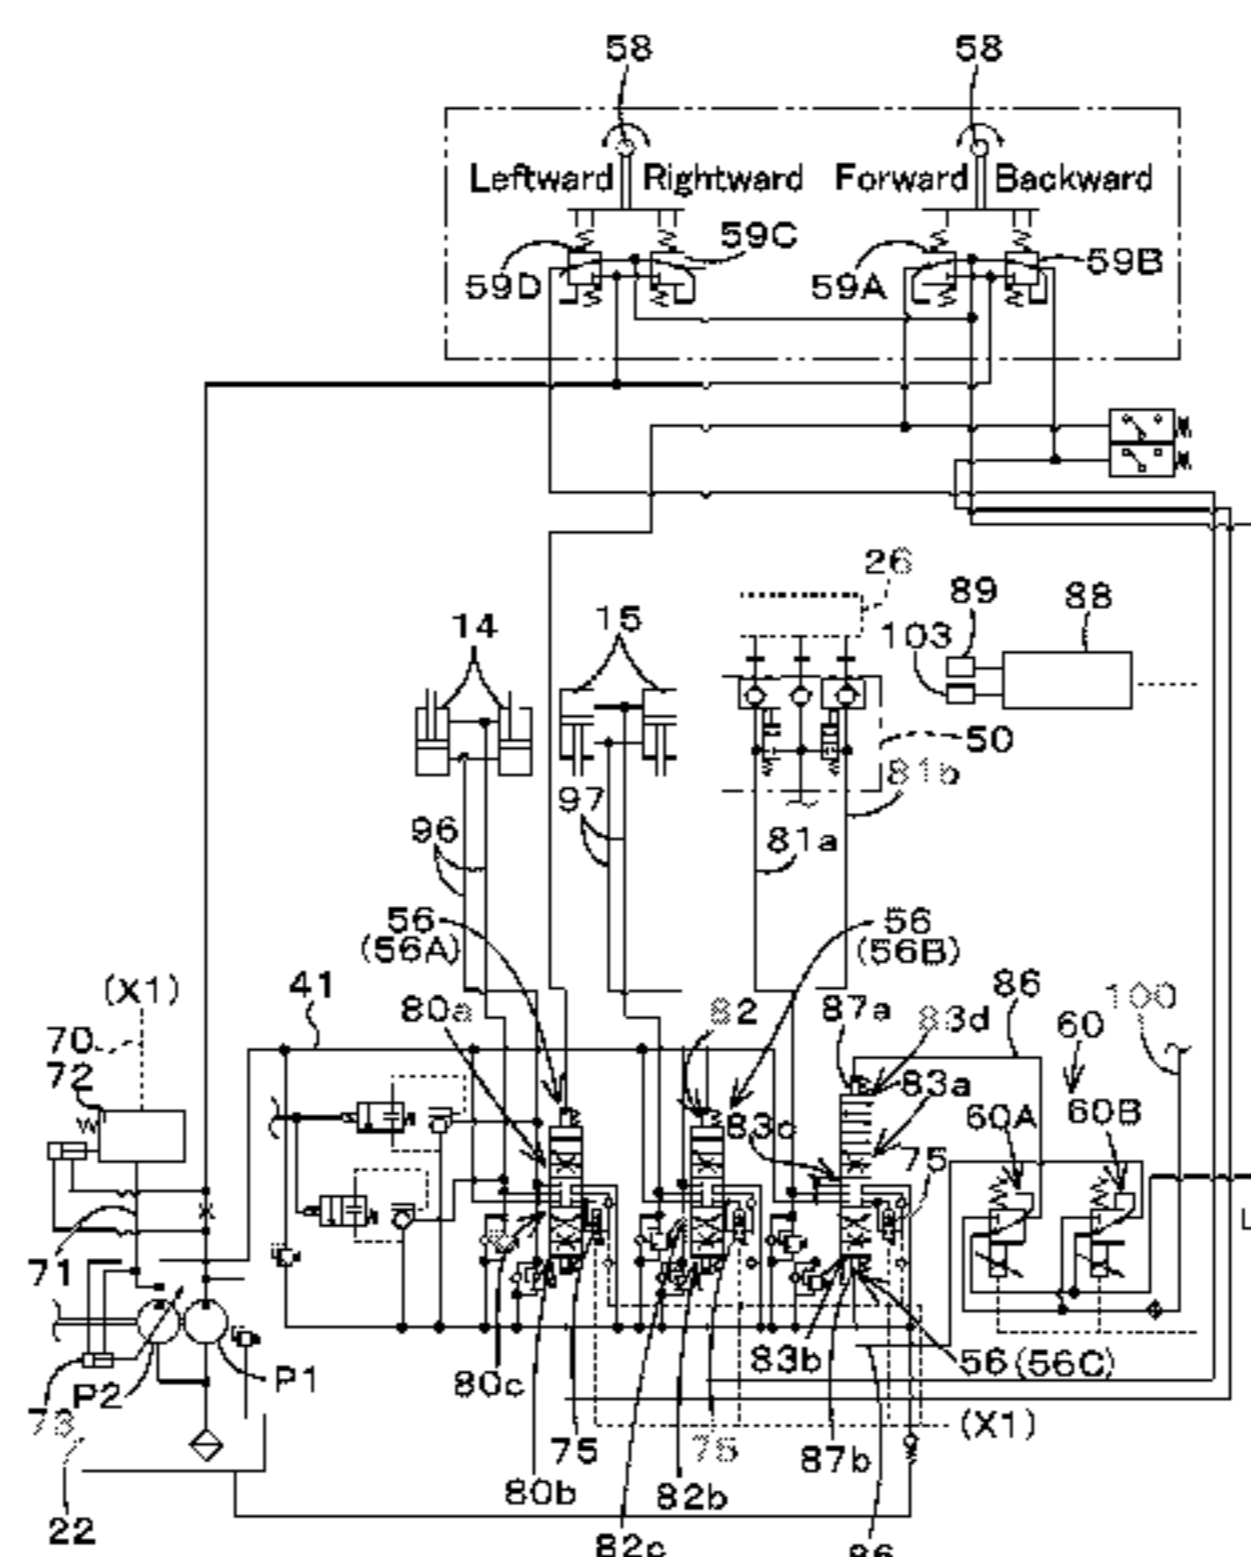 58 58
Leftward Rightward Forward Backward
59C
59D 59A 59B
26
89 88
14 15 103
50
81b
97
96 81a
56 56
(56A) (56B)
(X1) 41 86 100
80a 82 87a 83d 60
70
72 83a 60A 60B
83c
75
71
80c 83b 56(56C)
P2 P1
73
75 75 (X1)
80b 82b 87b
22 82c 86